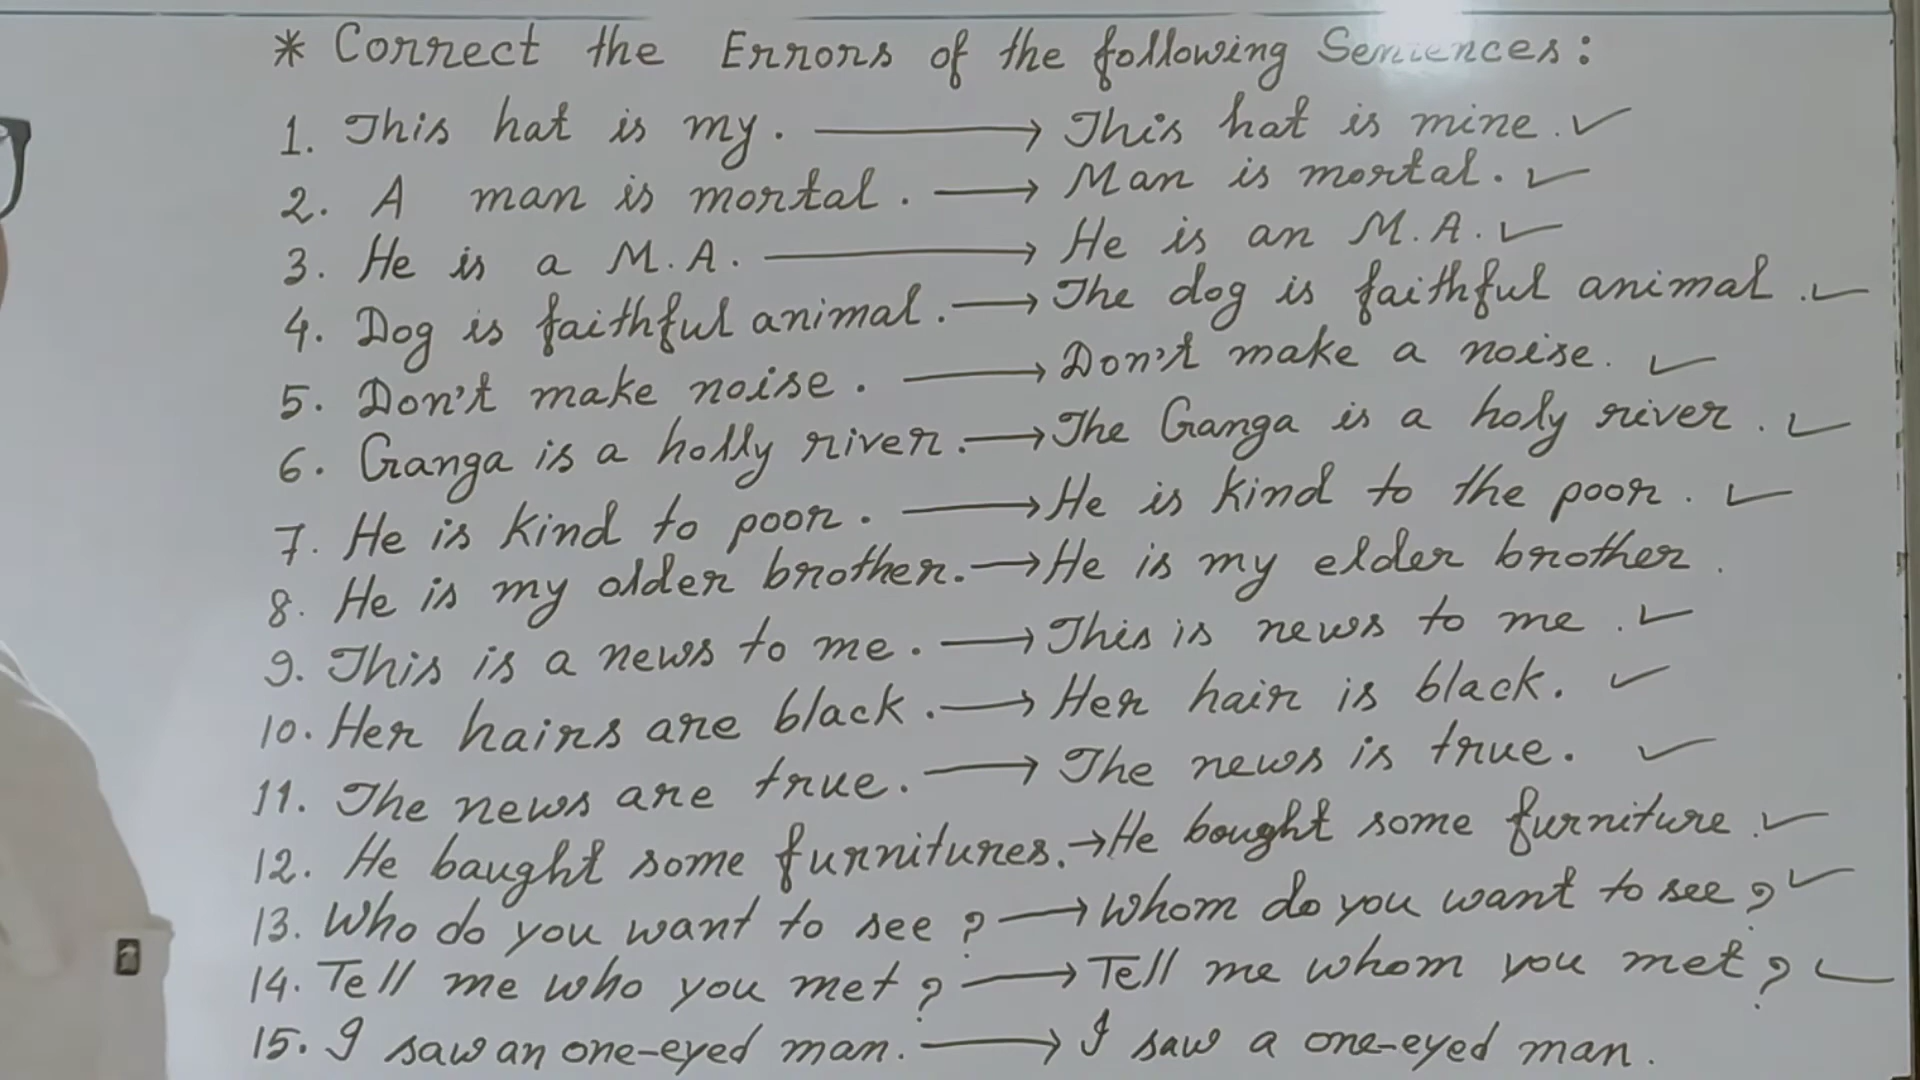 * Correct the Errors of the following Sentences:
1. This hat is my. → This hat is mine. ✓
2. A man is mortal. → Man is mortal. ✓
3. He is a M.A. → He is an M.A. ✓
4. Dog is faithful animal. → The dog is faithful animal. ✓
5. Don't make noise. → Don't make a noise. ✓
6. Ganga is a holly river. → The Ganga is a holy river. ✓
7. He is kind to poor. → He is kind to the poor. ✓
8. He is my older brother. → He is my elder brother.
9. This is a news to me. → This is news to me. ✓
10. Her hairs are black. → Her hair is black. ✓
11. The news are true. → The news is true. ✓
12. He baught some furnitures. → He bought some furniture. ✓
13. Who do you want to see? → Whom do you want to see? ✓
14. Tell me who you met? → Tell me whom you met? ✓
15. I saw an one-eyed man. → I saw a one-eyed man.